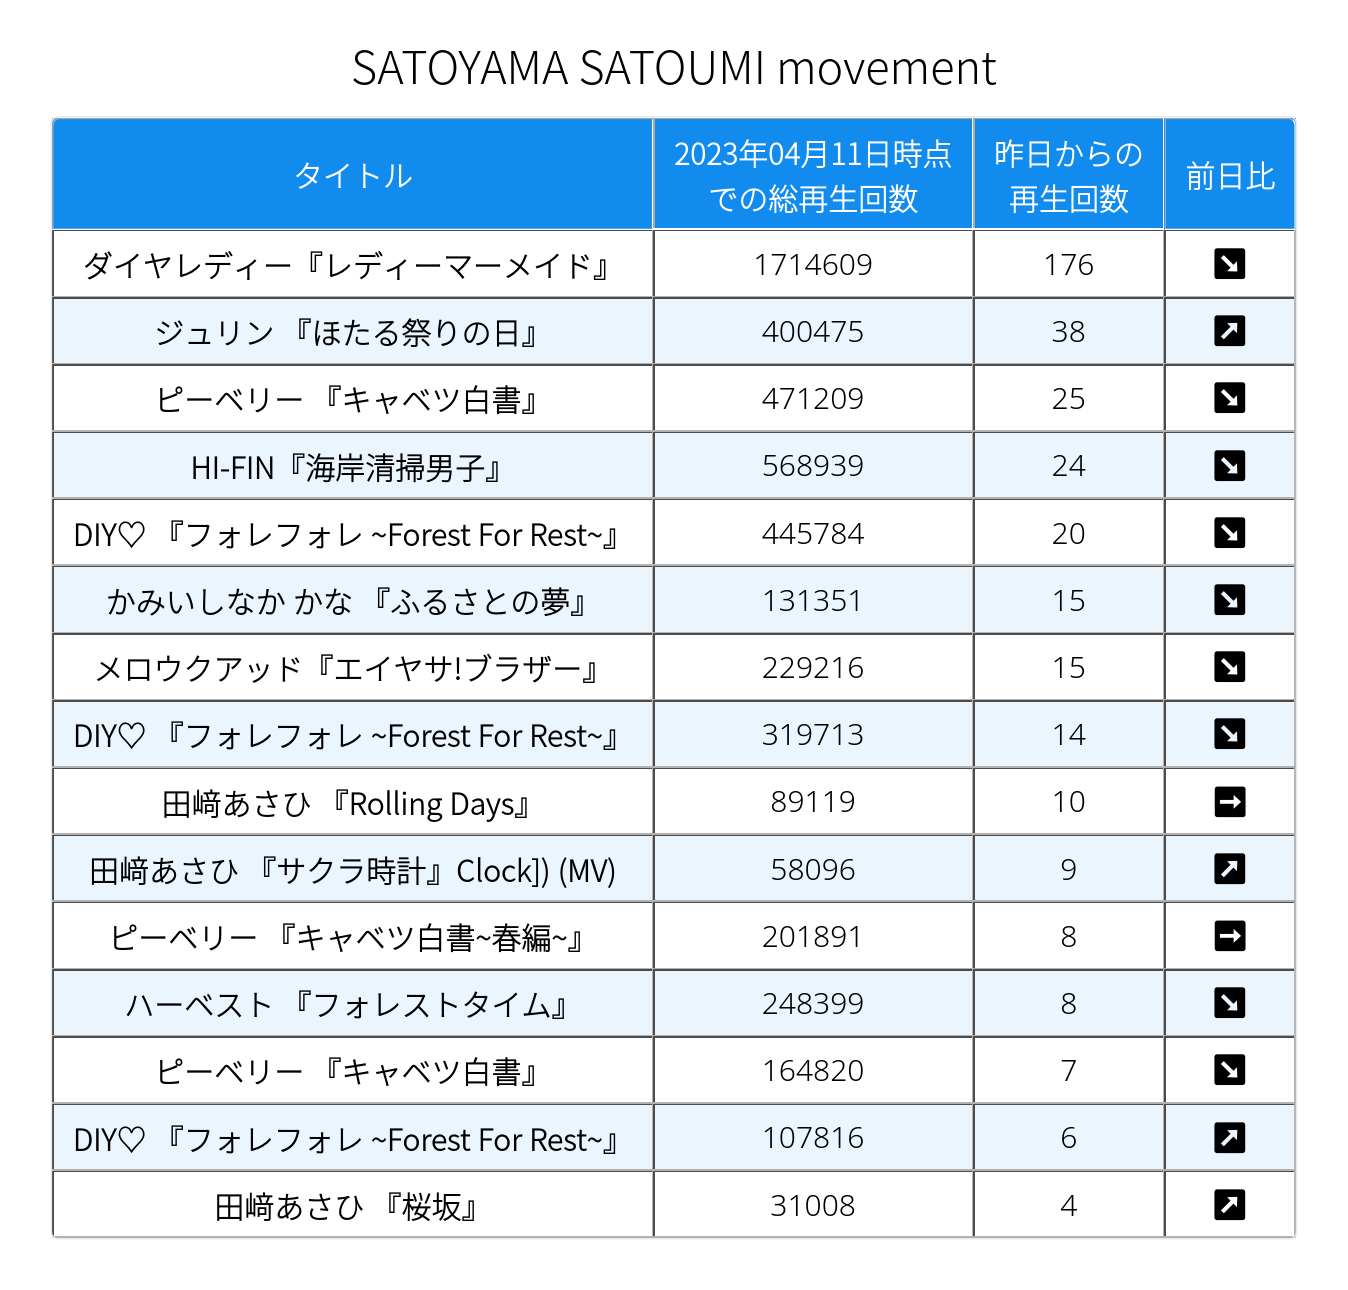 SATOYAMA SATOUMI movement
タイトル 2023年04月11日時点での総再生回数 昨日からの再生回数 前日比
ダイヤレディー『レディーマーメイド』 1714609 176 ↘
ジュリン 『ほたる祭りの日』 400475 38 ↗
ピーベリー 『キャベツ白書』 471209 25 ↘
HI-FIN『海岸清掃男子』 568939 24 ↘
DIY♡ 『フォレフォレ ~Forest For Rest~』 445784 20 ↘
かみいしなか かな 『ふるさとの夢』 131351 15 ↘
メロウクアッド『エイヤサ!ブラザー』 229216 15 ↘
DIY♡ 『フォレフォレ ~Forest For Rest~』 319713 14 ↘
田﨑あさひ 『Rolling Days』 89119 10 →
田﨑あさひ 『サクラ時計』Clock]) (MV) 58096 9 ↗
ピーベリー 『キャベツ白書~春編~』 201891 8 →
ハーベスト 『フォレストタイム』 248399 8 ↘
ピーベリー 『キャベツ白書』 164820 7 ↘
DIY♡ 『フォレフォレ ~Forest For Rest~』 107816 6 ↗
田﨑あさひ 『桜坂』 31008 4 ↗